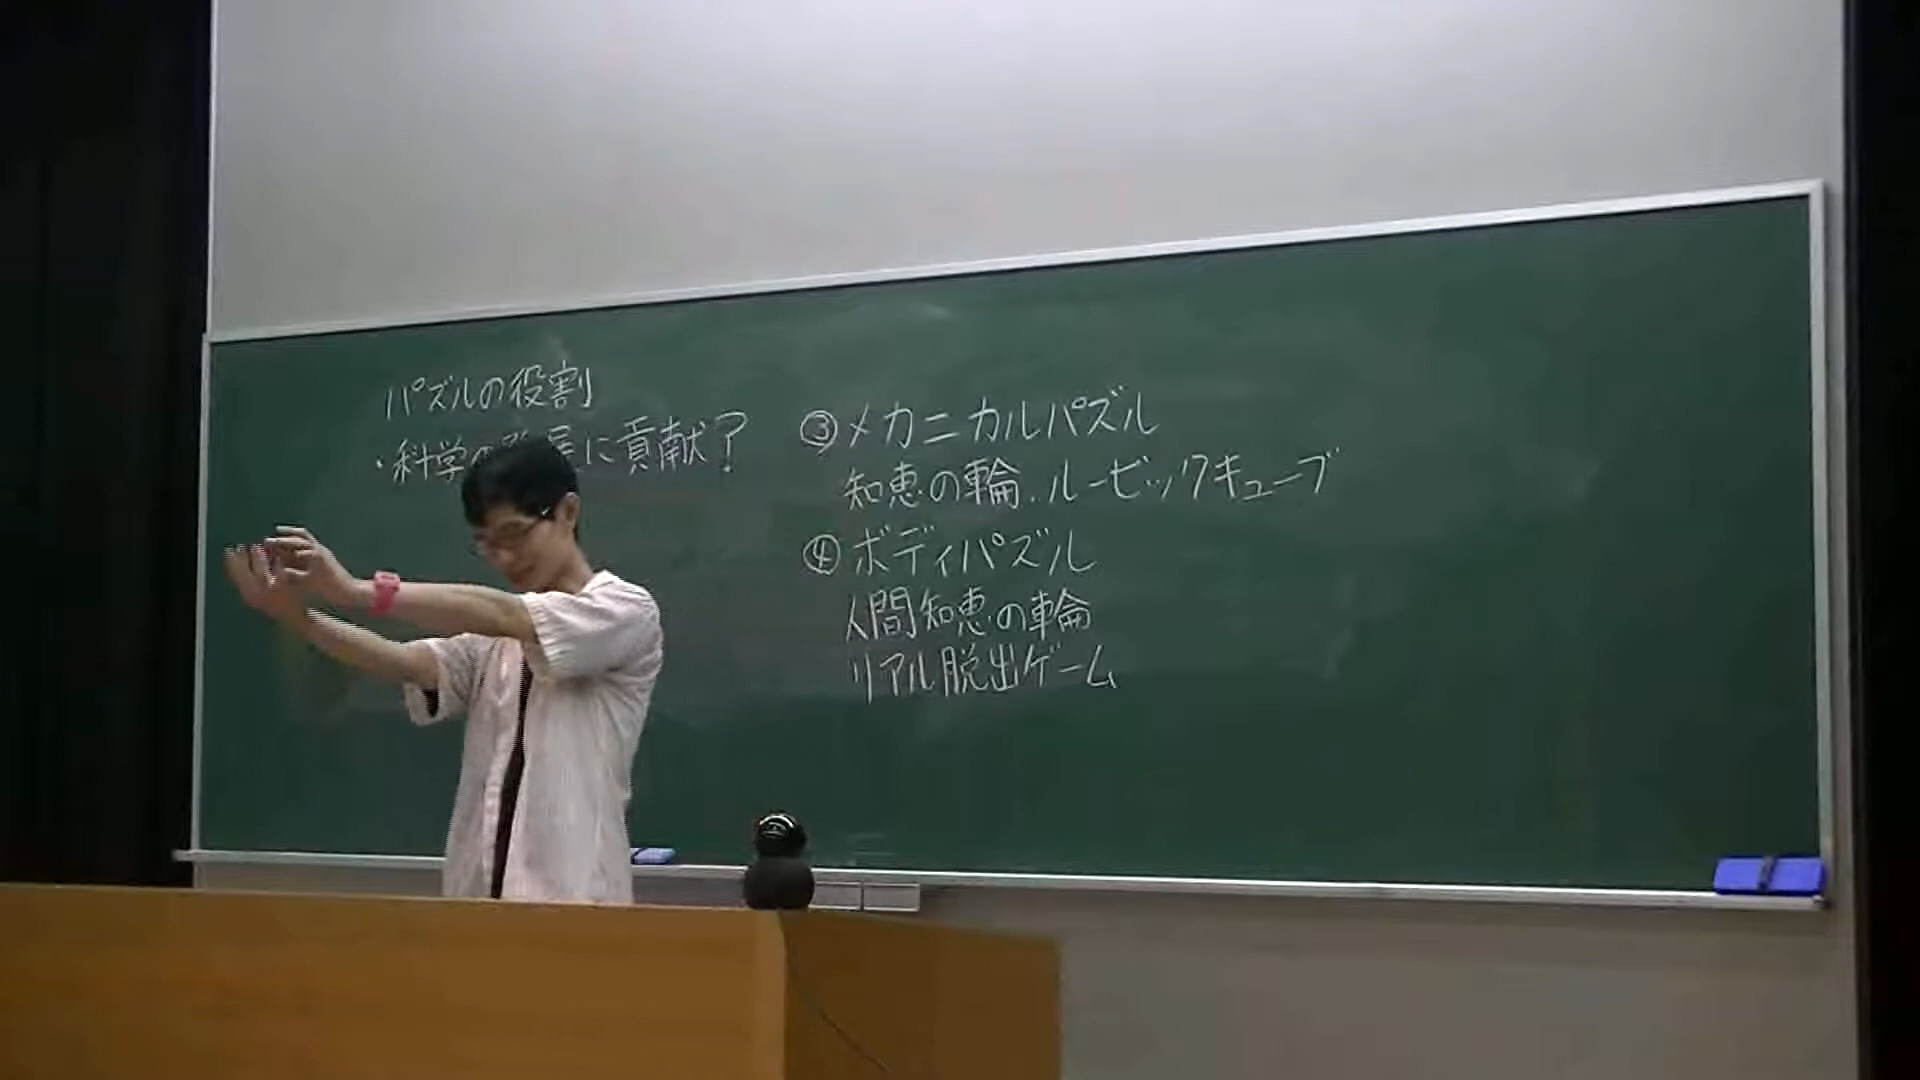 パズルの役割
・科学の発展に貢献?
③メカニカルパズル
知恵の輪、ルービックキューブ
④ボディパズル
人間知恵の輪
リアル脱出ゲーム